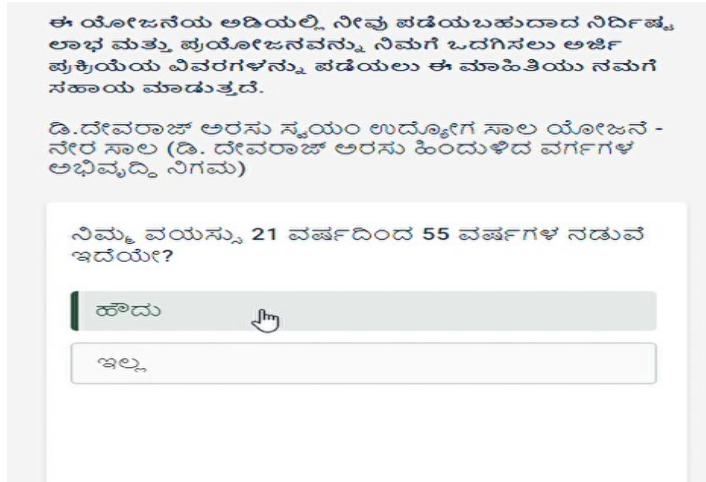 ಈ ಯೋಜನೆಯ ಅಡಿಯಲ್ಲಿ ನೀವು ಪಡೆಯಬಹುದಾದ ನಿರ್ದಿಷ್ಟ
ಲಾಭ ಮತ್ತು ಪ್ರಯೋಜನವನ್ನು ನಿಮಗೆ ಒದಗಿಸಲು ಅರ್ಜಿ
ಪ್ರಕ್ರಿಯೆಯ ವಿವರಗಳನ್ನು ಪಡೆಯಲು ಈ ಮಾಹಿತಿಯು ನಮಗೆ
ಸಹಾಯ ಮಾಡುತ್ತದೆ.
ಡಿ.ದೇವರಾಜ್ ಅರಸು ಸ್ವಯಂ ಉದ್ಯೋಗ ಸಾಲ ಯೋಜನೆ -
ನೇರ ಸಾಲ (ಡಿ. ದೇವರಾಜ್ ಅರಸು ಹಿಂದುಳಿದ ವರ್ಗಗಳ
ಅಭಿವೃದ್ಧಿ ನಿಗಮ)
ನಿಮ್ಮ ವಯಸ್ಸು 21 ವರ್ಷದಿಂದ 55 ವರ್ಷಗಳ ನಡುವೆ
ಇದೆಯೇ?
ಹೌದು
ಇಲ್ಲ